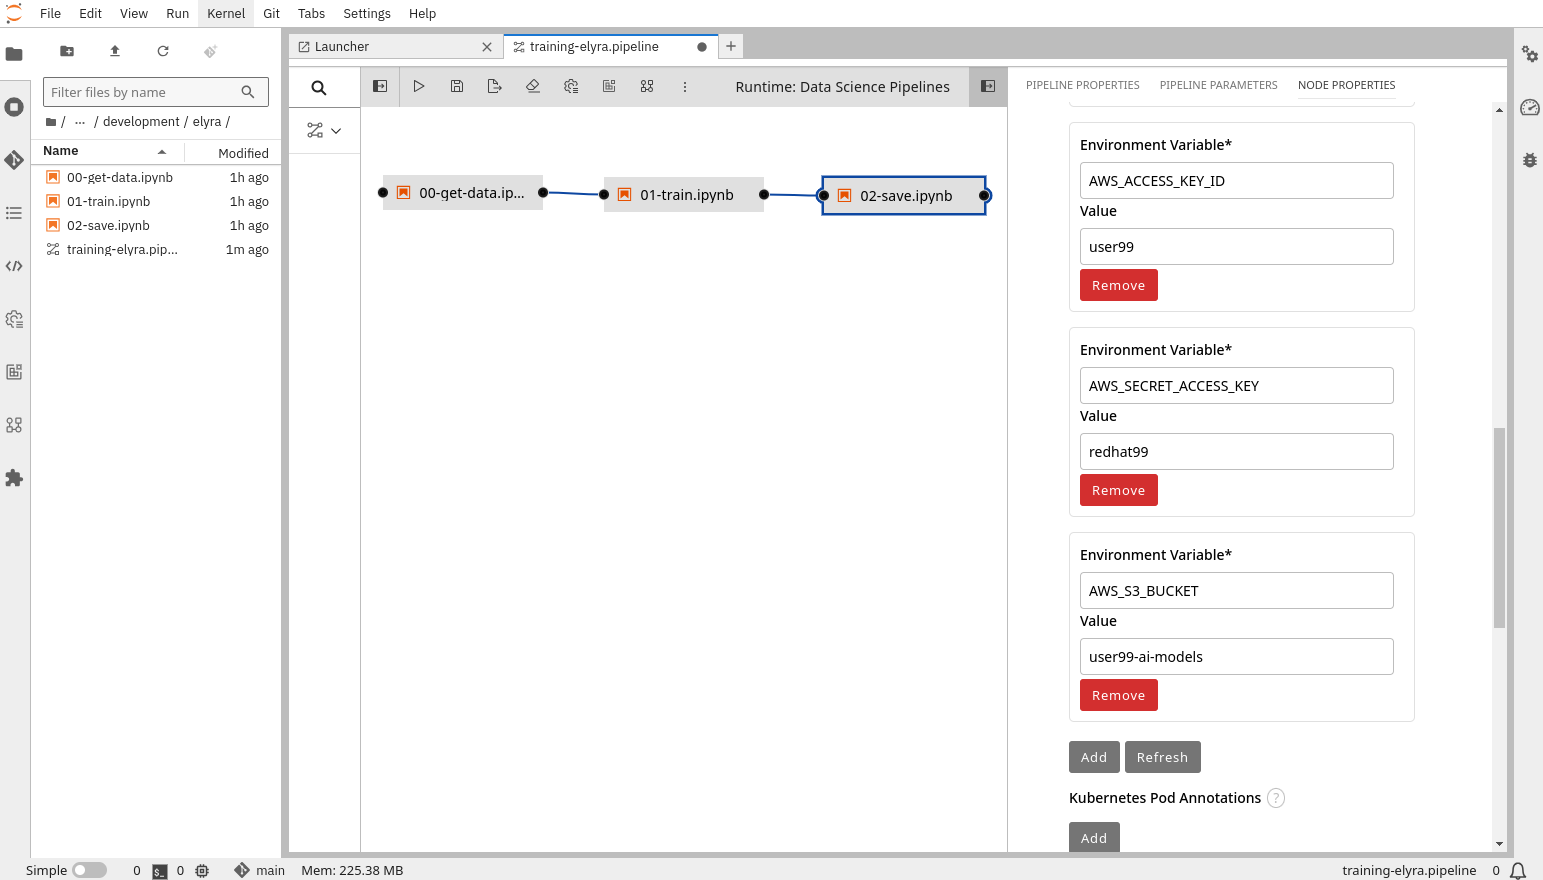 File Edit View Run Kernel Git Tabs Settings Help
Launcher
training-elyra.pipeline
Filter files by name
/ ... / development / elyra /
Name Modified
00-get-data.ipynb 1h ago
01-train.ipynb 1h ago
02-save.ipynb 1h ago
training-elyra.pip... 1m ago
Runtime: Data Science Pipelines
00-get-data.ip...
01-train.ipynb
02-save.ipynb
PIPELINE PROPERTIES PIPELINE PARAMETERS NODE PROPERTIES
Environment Variable*
AWS_ACCESS_KEY_ID
Value
user99
Remove
Environment Variable*
AWS_SECRET_ACCESS_KEY
Value
redhat99
Remove
Environment Variable*
AWS_S3_BUCKET
Value
user99-ai-models
Remove
Add Refresh
Kubernetes Pod Annotations ?
Add
Simple 0 $_ 0 main Mem: 225.38 MB training-elyra.pipeline 0